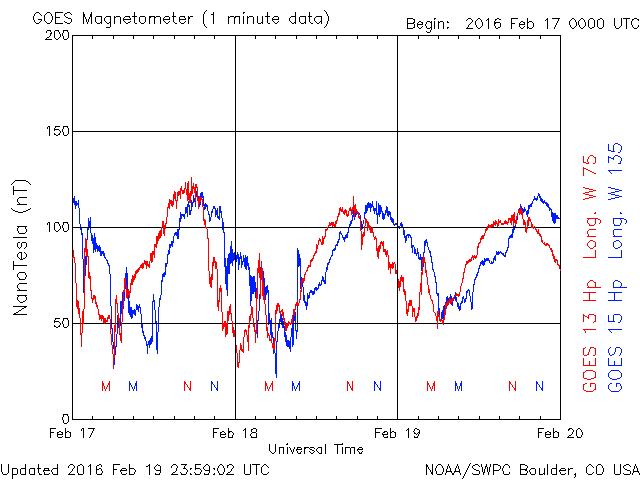 GOES Magnetometer (1 minute data)
Begin: 2016 Feb 17 0000 UTC
200
150
100
50
0
NanoTesla (nT)
M M N N M M N N M M N N
Feb 17 Feb 18 Feb 19 Feb 20
Universal Time
GOES 13 Hp Long. W 75
GOES 15 Hp Long. W 135
Updated 2016 Feb 19 23:59:02 UTC
NOAA/SWPC Boulder, CO USA